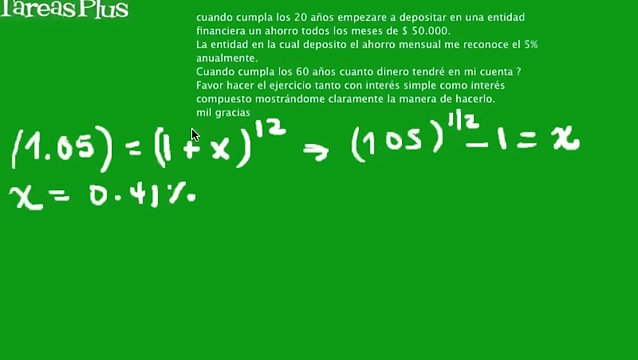 TareasPlus
cuando cumpla los 20 años empezare a depositar en una entidad
financiera un ahorro todos los meses de $ 50.000.
La entidad en la cual deposito el ahorro mensual me reconoce el 5%
anualmente.
Cuando cumpla los 60 años cuanto dinero tendré en mi cuenta ?
Favor hacer el ejercicio tanto con interés simple como interés
compuesto mostrándome claramente la manera de hacerlo.
mil gracias
(1.05) = (1 + x)^12 ⇒ (105)^1/2 - 1 = x
x = 0.41%